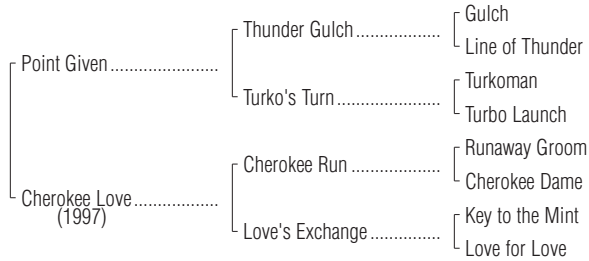 Gulch
Thunder Gulch
Line of Thunder
Point Given
Turkoman
Turko's Turn
Turbo Launch
Runaway Groom
Cherokee Run
Cherokee Dame
Cherokee Love
(1997)
Key to the Mint
Love's Exchange
Love for Love